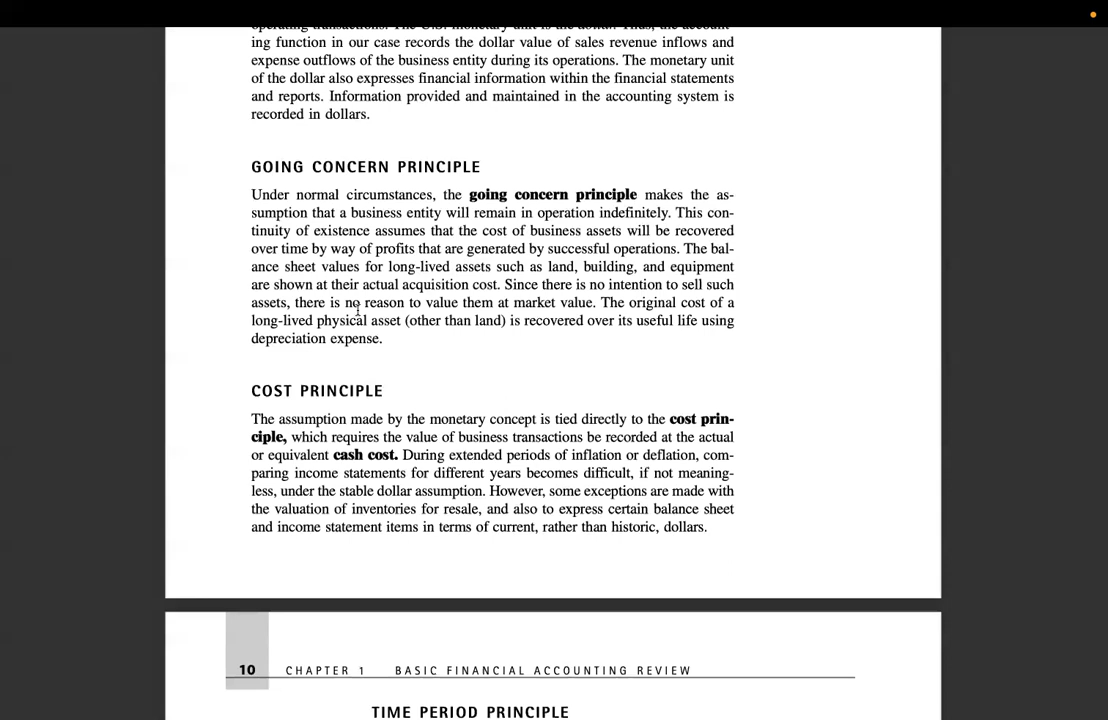 operating transactions. The U.S. monetary unit is the dollar. Thus, the account-
ing function in our case records the dollar value of sales revenue inflows and
expense outflows of the business entity during its operations. The monetary unit
of the dollar also expresses financial information within the financial statements
and reports. Information provided and maintained in the accounting system is
recorded in dollars.
GOING CONCERN PRINCIPLE
Under normal circumstances, the going concern principle makes the as-
sumption that a business entity will remain in operation indefinitely. This con-
tinuity of existence assumes that the cost of business assets will be recovered
over time by way of profits that are generated by successful operations. The bal-
ance sheet values for long-lived assets such as land, building, and equipment
are shown at their actual acquisition cost. Since there is no intention to sell such
assets, there is no reason to value them at market value. The original cost of a
long-lived physical asset (other than land) is recovered over its useful life using
depreciation expense.
COST PRINCIPLE
The assumption made by the monetary concept is tied directly to the cost prin-
ciple, which requires the value of business transactions be recorded at the actual
or equivalent cash cost. During extended periods of inflation or deflation, com-
paring income statements for different years becomes difficult, if not meaning-
less, under the stable dollar assumption. However, some exceptions are made with
the valuation of inventories for resale, and also to express certain balance sheet
and income statement items in terms of current, rather than historic, dollars.
10 CHAPTER 1 BASIC FINANCIAL ACCOUNTING REVIEW
TIME PERIOD PRINCIPLE